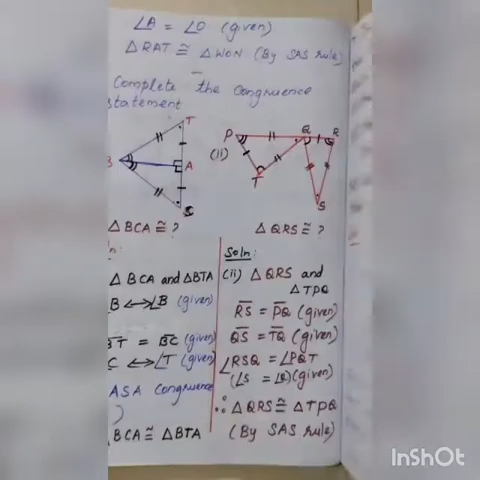 ∠A = ∠O (given)
△RAT ≅ △WON (By SAS rule)
Complete the congruence
statement
T
B
A
C
P
Q
R
(ii)
T
S
△BCA ≅ ?
△QRS ≅ ?
Soln:
△BCA and △BTA
∠B ↔ ∠B (given)
BT = BC (given)
∠C ↔ ∠T (given)
ASA Congruence
)
△BCA ≅ △BTA
(ii) △QRS and
△TPQ
RS = PQ (given)
QS = TQ (given)
∠RSQ = ∠PQT
(∠S = ∠Q)(given)
∴ △QRS ≅ △TPQ
(By SAS rule)
InShOt